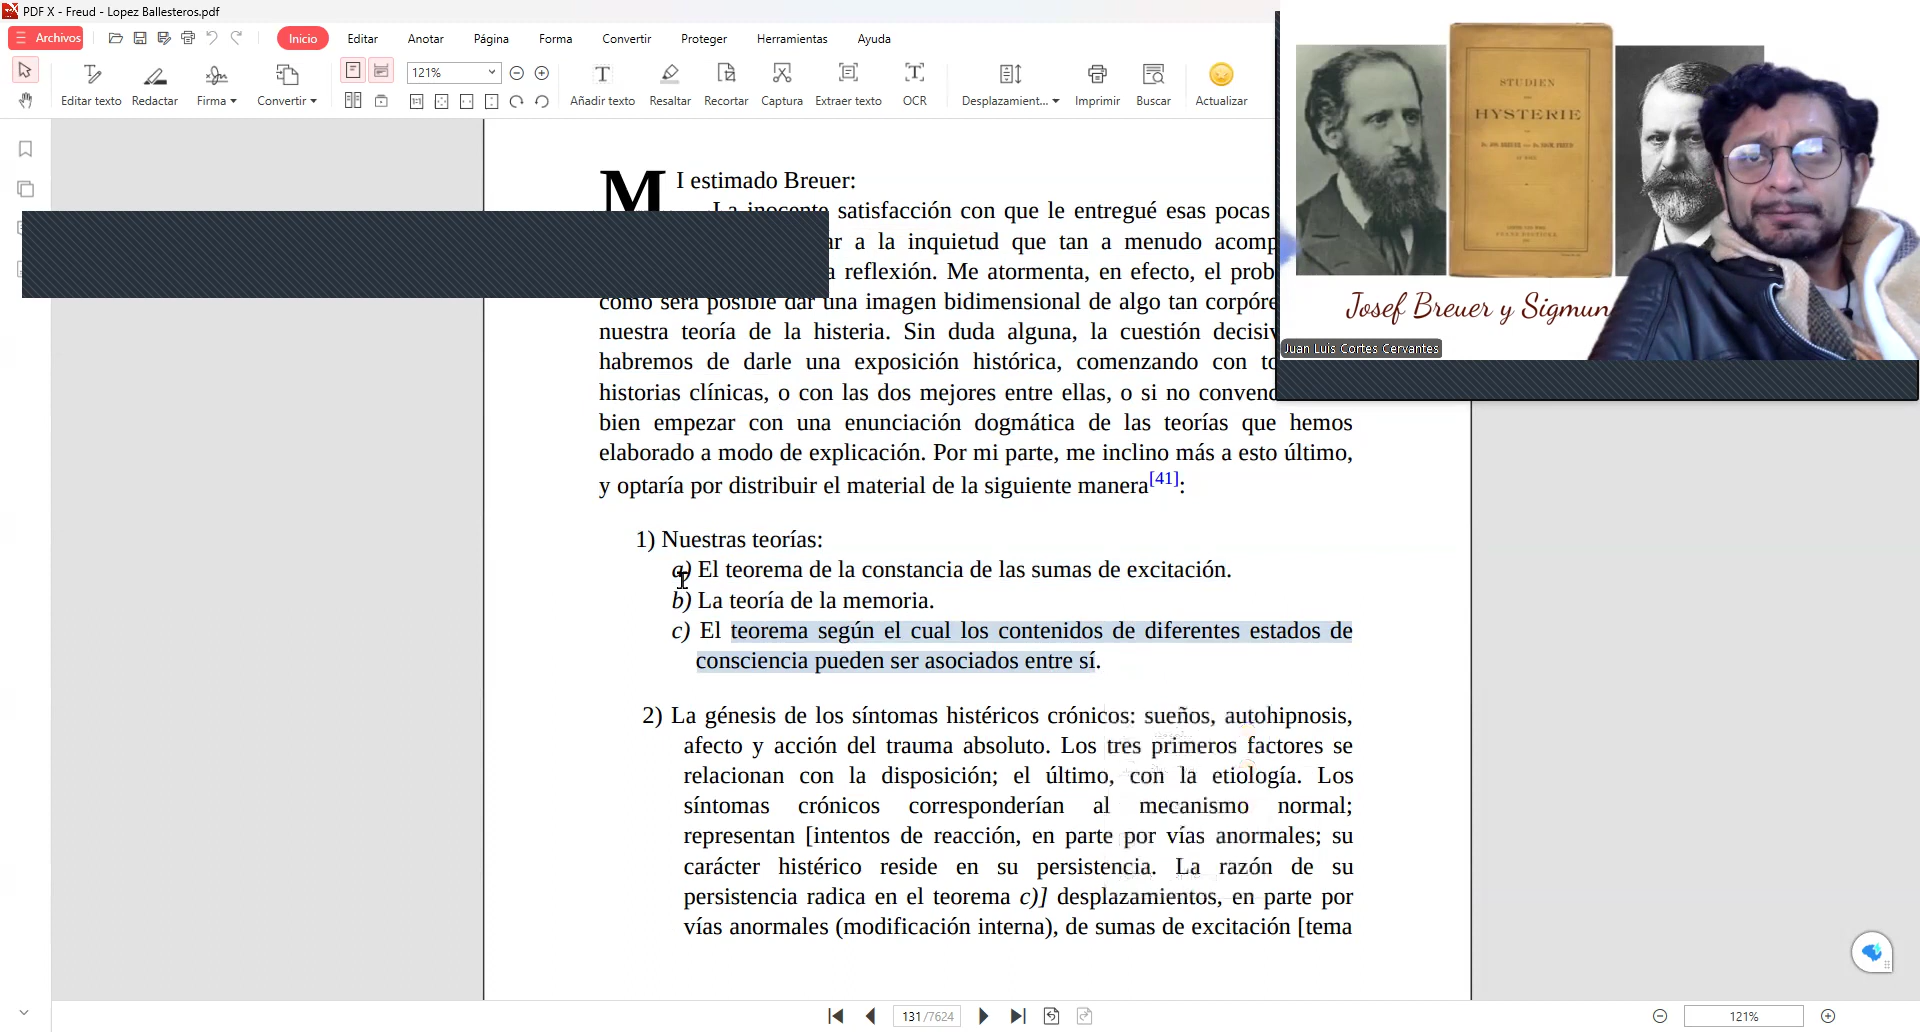 PDF X - Freud - Lopez Ballesteros.pdf
Archivos
Inicio
Editar
Anotar
Página
Forma
Convertir
Proteger
Herramientas
Ayuda
Editar texto
Redactar
Firma
Convertir
121%
Añadir texto
Resaltar
Recortar
Captura
Extraer texto
OCR
Desplazamient...
Imprimir
Buscar
Actualizar
STUDIEN
HYSTERIE
Josef Breuer y Sigmun
Juan Luis Cortes Cervantes
MI estimado Breuer:
La inocente satisfacción con que le entregué esas pocas
a la inquietud que tan a menudo
reflexión. Me atormenta, en efecto, el
cómo será posible dar una imagen bidimensional de algo tan
nuestra teoría de la histeria. Sin duda alguna, la cuestión
habremos de darle una exposición histórica, comenzando con
historias clínicas, o con las dos mejores entre ellas, o si no
bien empezar con una enunciación dogmática de las teorías que hemos
elaborado a modo de explicación. Por mi parte, me inclino más a esto último,
y optaría por distribuir el material de la siguiente manera[41]:
1) Nuestras teorías:
a) El teorema de la constancia de las sumas de excitación.
b) La teoría de la memoria.
c) El teorema según el cual los contenidos de diferentes estados de
consciencia pueden ser asociados entre sí.
2) La génesis de los síntomas histéricos crónicos: sueños, autohipnosis,
afecto y acción del trauma absoluto. Los tres primeros factores se
relacionan con la disposición; el último, con la etiología. Los
síntomas crónicos corresponderían al mecanismo normal;
representan [intentos de reacción, en parte por vías anormales; su
carácter histérico reside en su persistencia. La razón de su
persistencia radica en el teorema c)] desplazamientos, en parte por
vías anormales (modificación interna), de sumas de excitación [tema
131 /7624
121%